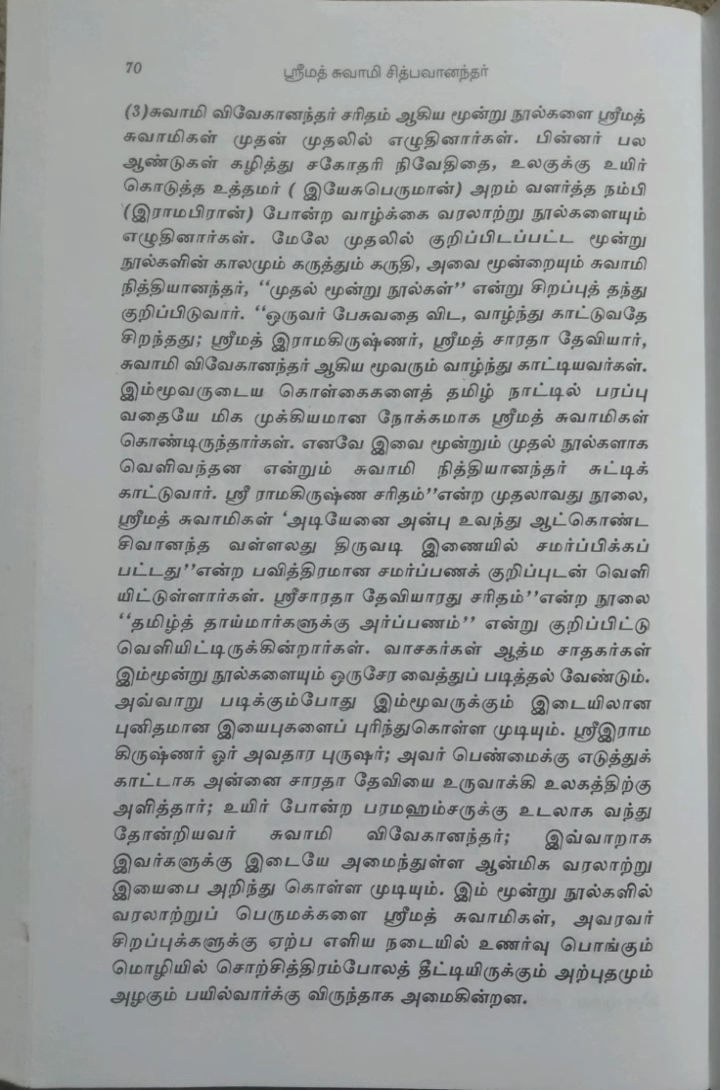 70
ஸ்ரீமத் சுவாமி சித்பவானந்தர்
(3)சுவாமி விவேகானந்தர் சரிதம் ஆகிய மூன்று நூல்களை ஸ்ரீமத்
சுவாமிகள் முதன் முதலில் எழுதினார்கள். பின்னர் பல
ஆண்டுகள் கழித்து சகோதரி நிவேதிதை, உலகுக்கு உயிர்
கொடுத்த உத்தமர் ( இயேசுபெருமான்) அறம் வளர்த்த நம்பி
(இராமபிரான்) போன்ற வாழ்க்கை வரலாற்று நூல்களையும்
எழுதினார்கள். மேலே முதலில் குறிப்பிடப்பட்ட மூன்று
நூல்களின் காலமும் கருத்தும் கருதி, அவை மூன்றையும் சுவாமி
நித்தியானந்தர், ‘‘முதல் மூன்று நூல்கள்’’ என்று சிறப்புத் தந்து
குறிப்பிடுவார். ‘‘ஒருவர் பேசுவதை விட, வாழ்ந்து காட்டுவதே
சிறந்தது; ஸ்ரீமத் இராமகிருஷ்ணர், ஸ்ரீமத் சாரதா தேவியார்,
சுவாமி விவேகானந்தர் ஆகிய மூவரும் வாழ்ந்து காட்டியவர்கள்.
இம்மூவருடைய கொள்கைகளைத் தமிழ் நாட்டில் பரப்பு
வதையே மிக முக்கியமான நோக்கமாக ஸ்ரீமத் சுவாமிகள்
கொண்டிருந்தார்கள். எனவே இவை மூன்றும் முதல் நூல்களாக
வெளிவந்தன என்றும் சுவாமி நித்தியானந்தர் சுட்டிக்
காட்டுவார். ஸ்ரீ ராமகிருஷ்ண சரிதம்’’என்ற முதலாவது நூலை,
ஸ்ரீமத் சுவாமிகள் ‘அடியேனை அன்பு உவந்து ஆட்கொண்ட
சிவானந்த வள்ளலது திருவடி இணையில் சமர்ப்பிக்கப்
பட்டது’’என்ற பவித்திரமான சமர்ப்பணக் குறிப்புடன் வெளி
யிட்டுள்ளார்கள். ஸ்ரீசாரதா தேவியாரது சரிதம்’’என்ற நூலை
‘‘தமிழ்த் தாய்மார்களுக்கு அர்ப்பணம்’’ என்று குறிப்பிட்டு
வெளியிட்டிருக்கின்றார்கள். வாசகர்கள் ஆத்ம சாதகர்கள்
இம்மூன்று நூல்களையும் ஒருசேர வைத்துப் படித்தல் வேண்டும்.
அவ்வாறு படிக்கும்போது இம்மூவருக்கும் இடையிலான
புனிதமான இயைபுகளைப் புரிந்துகொள்ள முடியும். ஸ்ரீஇராம
கிருஷ்ணர் ஓர் அவதார புருஷர்; அவர் பெண்மைக்கு எடுத்துக்
காட்டாக அன்னை சாரதா தேவியை உருவாக்கி உலகத்திற்கு
அளித்தார்; உயிர் போன்ற பரமஹம்சருக்கு உடலாக வந்து
தோன்றியவர் சுவாமி விவேகானந்தர்; இவ்வாறாக
இவர்களுக்கு இடையே அமைந்துள்ள ஆன்மிக வரலாற்று
இயைபை அறிந்து கொள்ள முடியும். இம் மூன்று நூல்களில்
வரலாற்றுப் பெருமக்களை ஸ்ரீமத் சுவாமிகள், அவரவர்
சிறப்புக்களுக்கு ஏற்ப எளிய நடையில் உணர்வு பொங்கும்
மொழியில் சொற்சித்திரம்போலத் தீட்டியிருக்கும் அற்புதமும்
அழகும் பயில்வார்க்கு விருந்தாக அமைகின்றன.